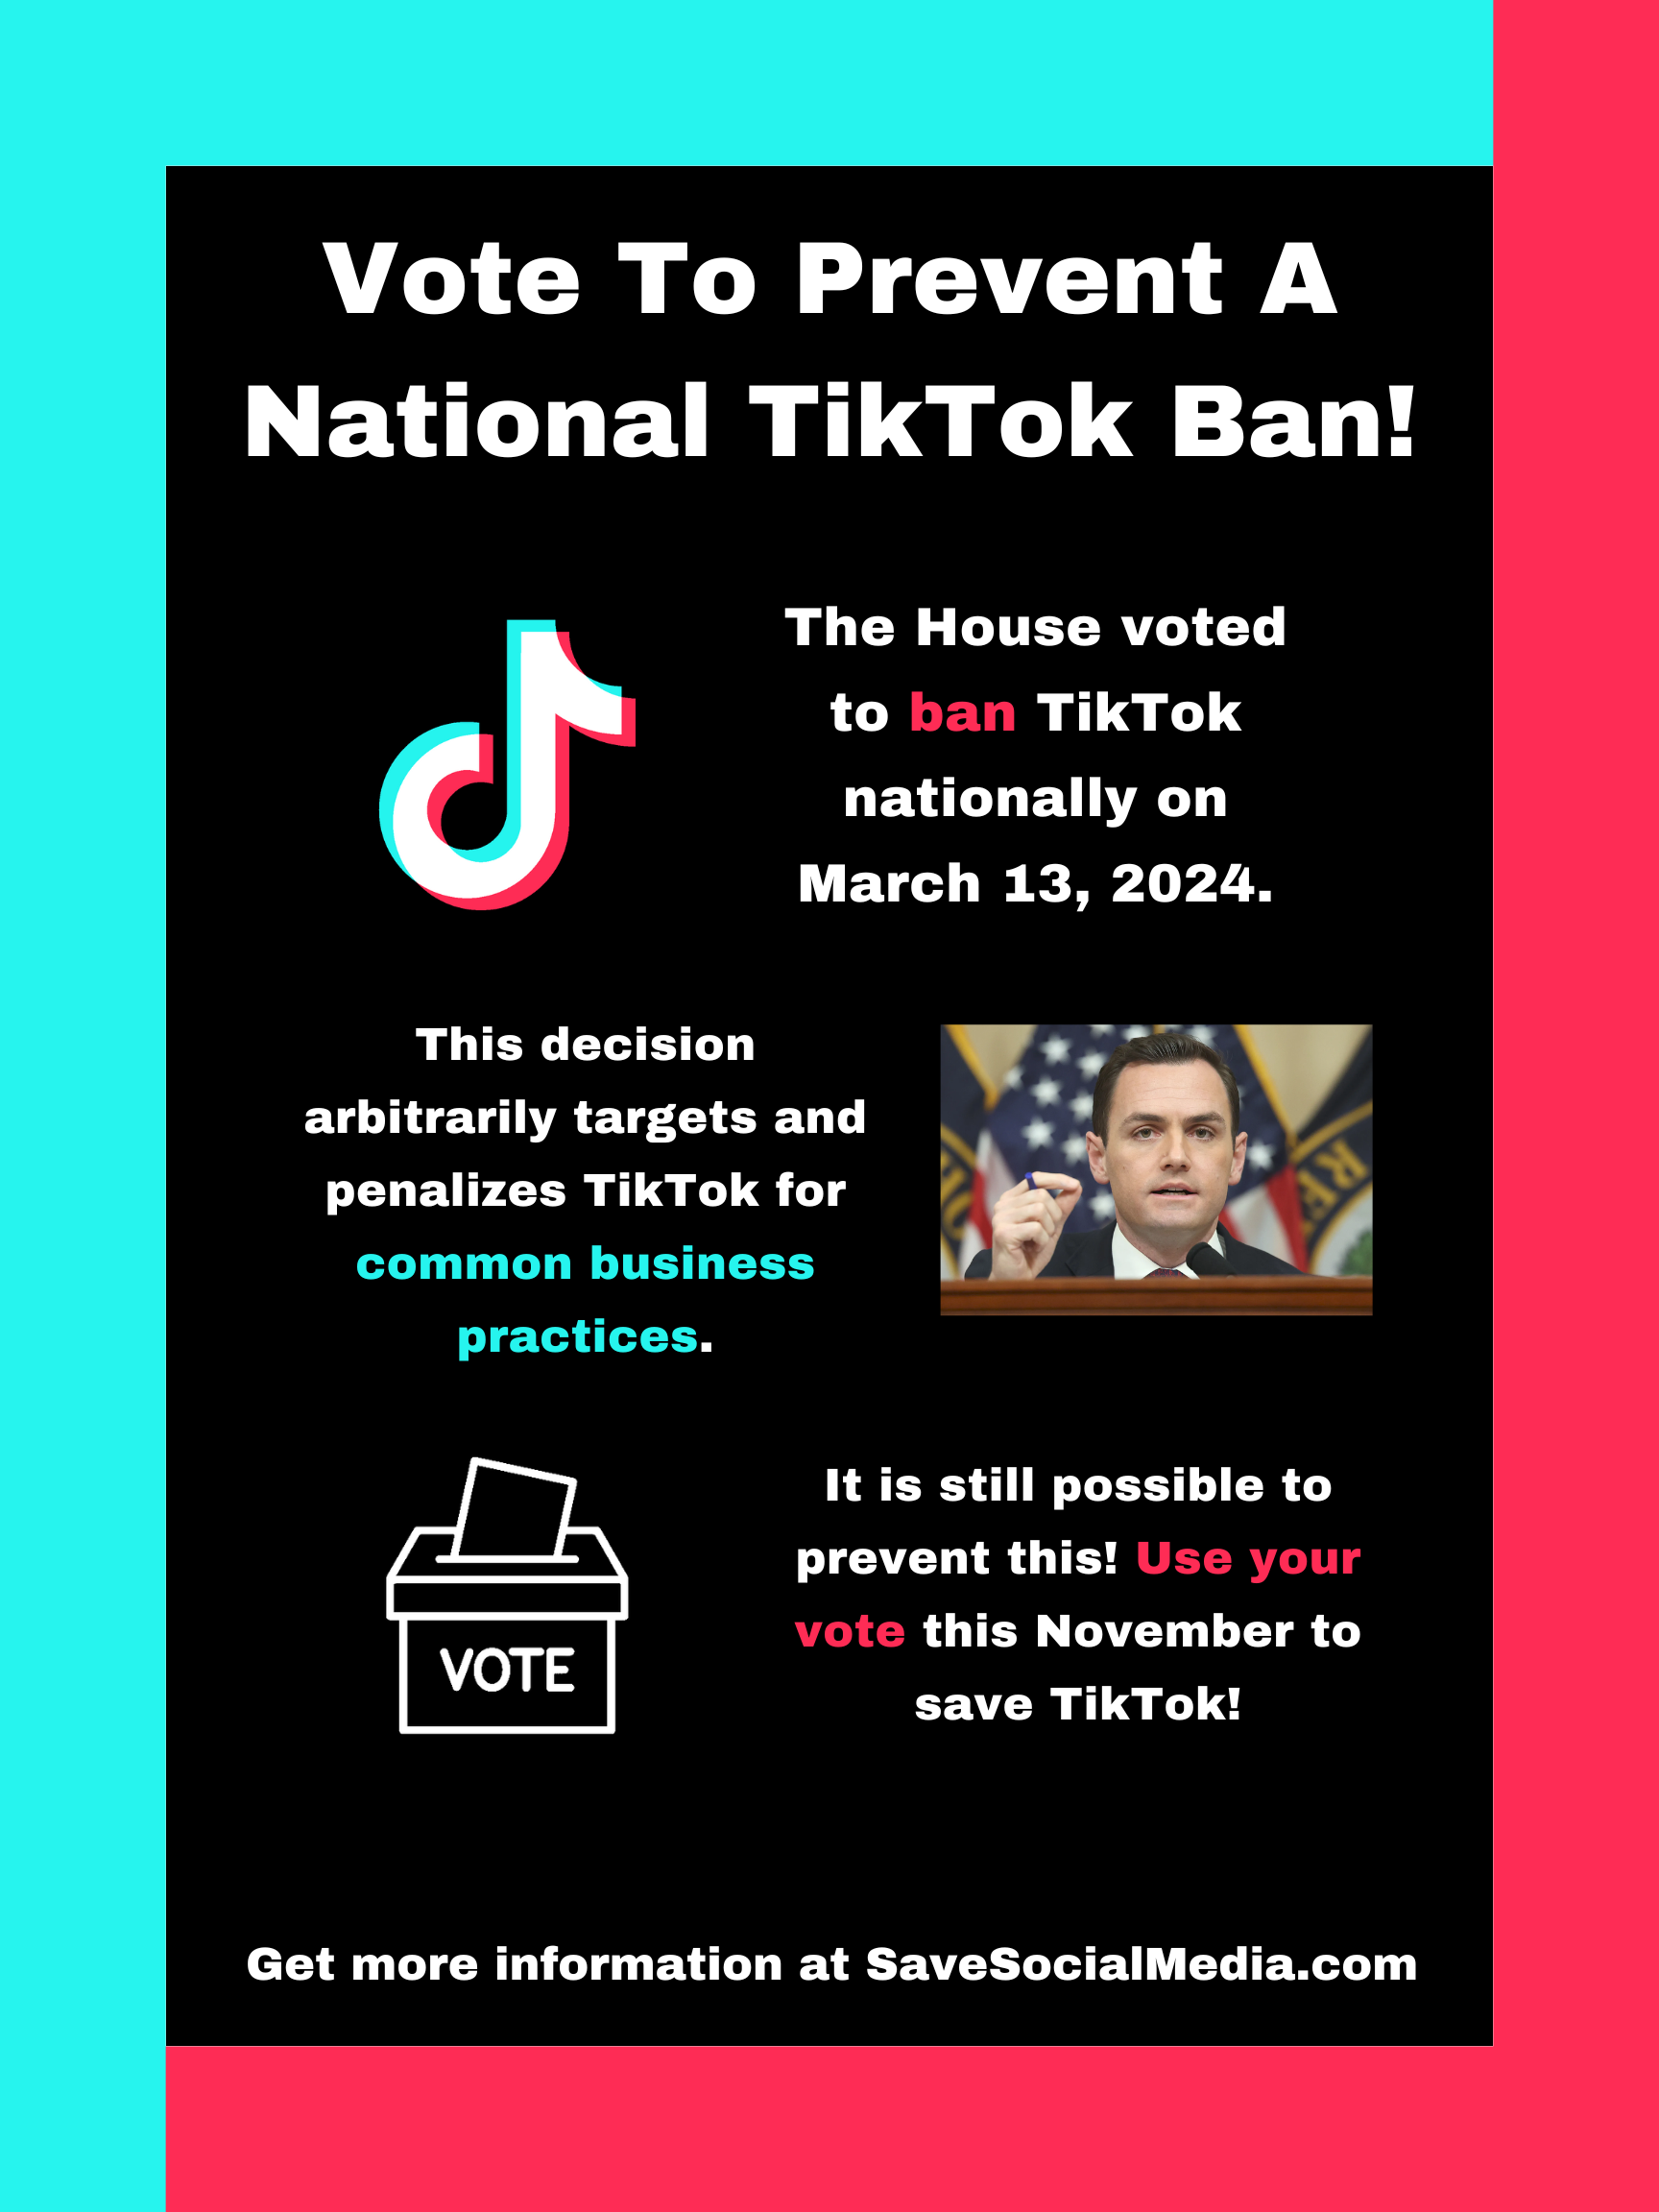 Vote To Prevent A
National TikTok Ban!
The House voted
to ban TikTok
nationally on
March 13, 2024.
This decision
arbitrarily targets and
penalizes TikTok for
common business
practices.
VOTE
It is still possible to
prevent this! Use your
vote this November to
save TikTok!
Get more information at SaveSocialMedia.com